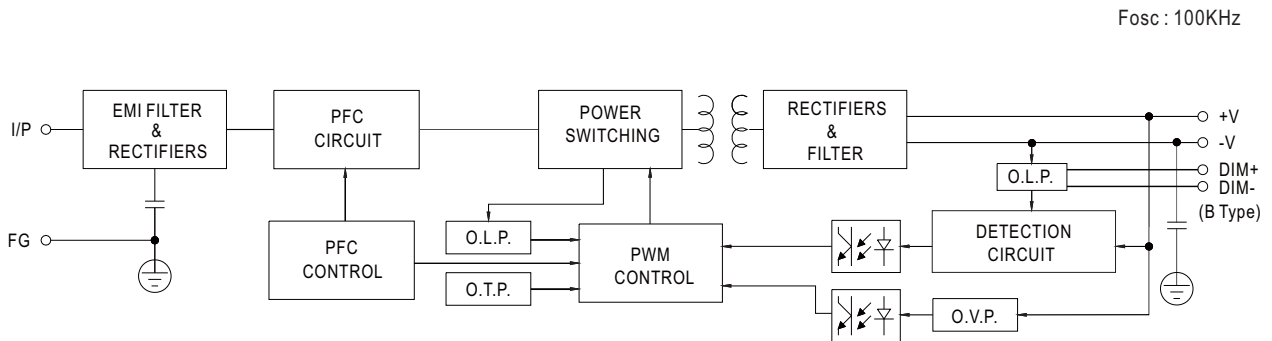 Fosc : 100KHz
I/P
EMI FILTER
&
RECTIFIERS
PFC
CIRCUIT
POWER
SWITCHING
RECTIFIERS
&
FILTER
+V
-V
DIM+
DIM-
(B Type)
O.L.P.
FG
PFC
CONTROL
O.L.P.
O.T.P.
PWM
CONTROL
DETECTION
CIRCUIT
O.V.P.